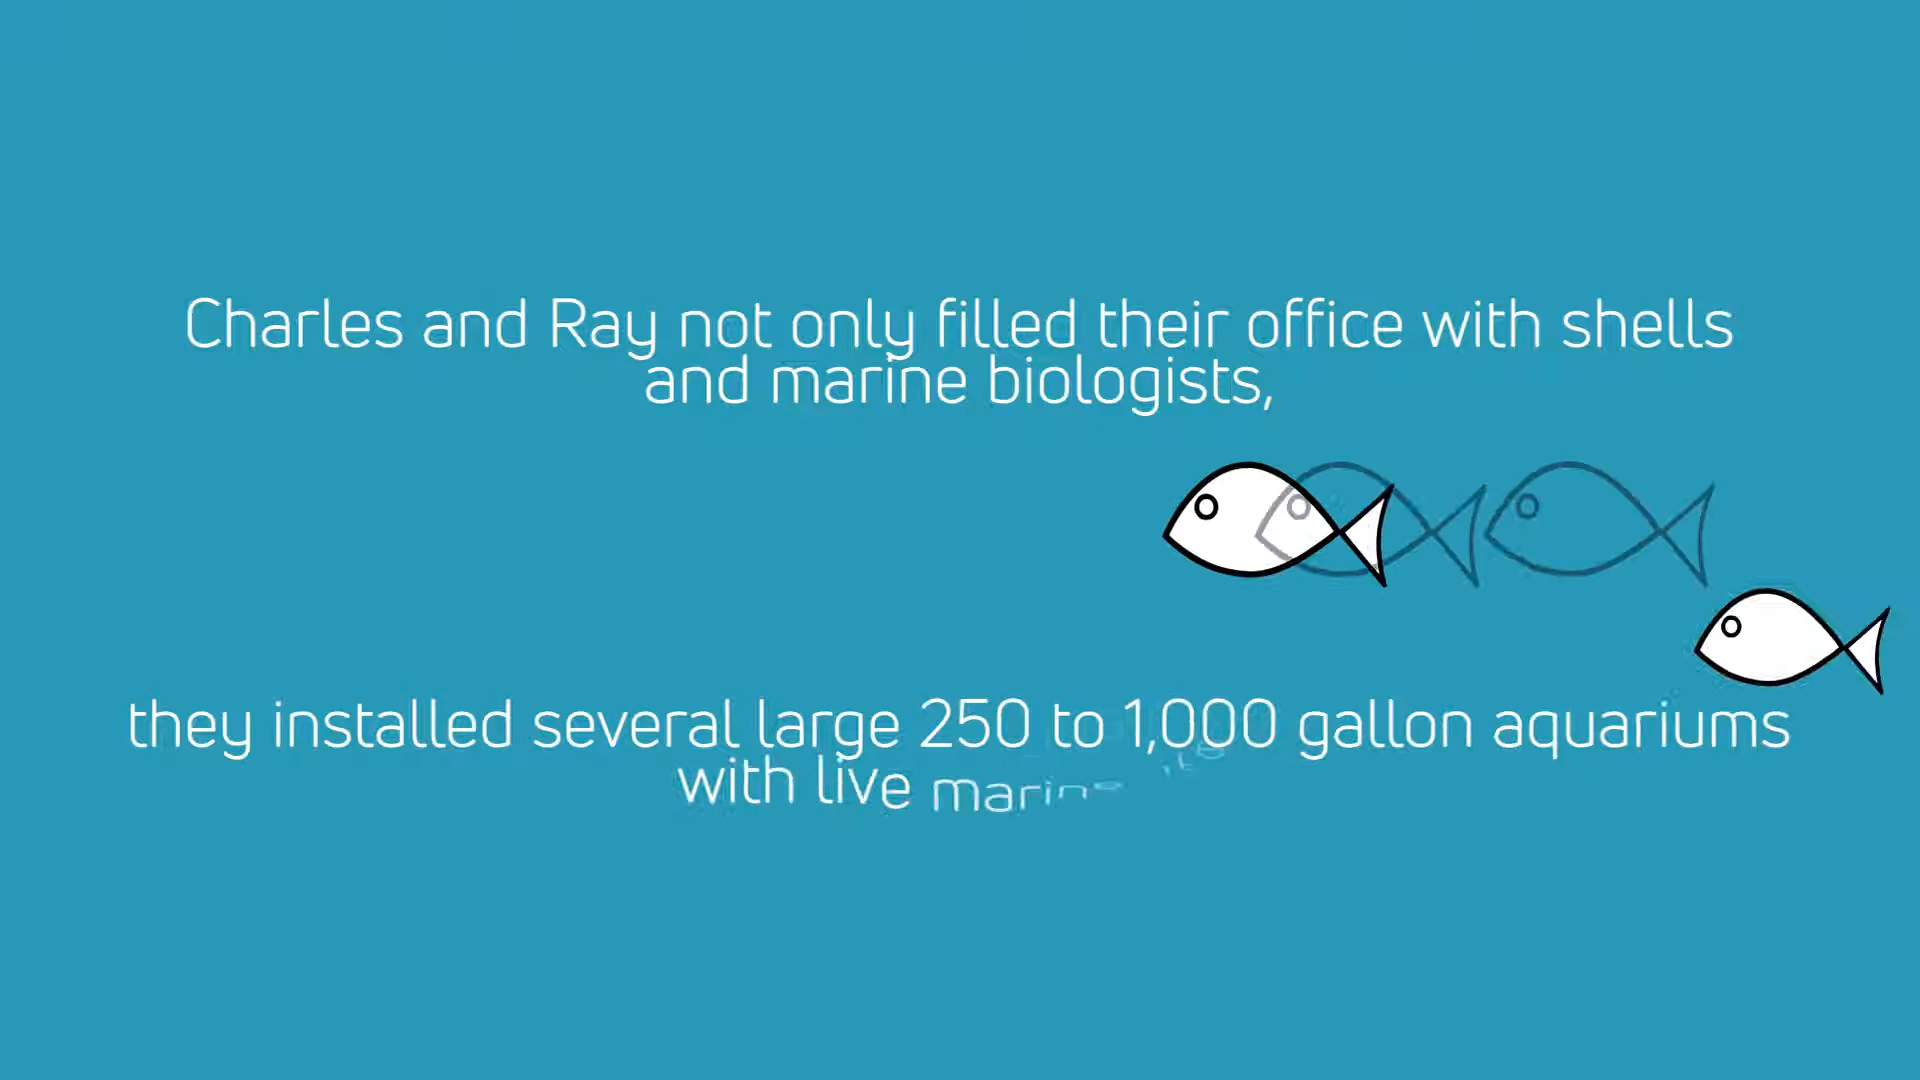 Charles and Ray not only filled their office with shells
and marine biologists,
they installed several large 250 to 1,000 gallon aquariums
with live marine